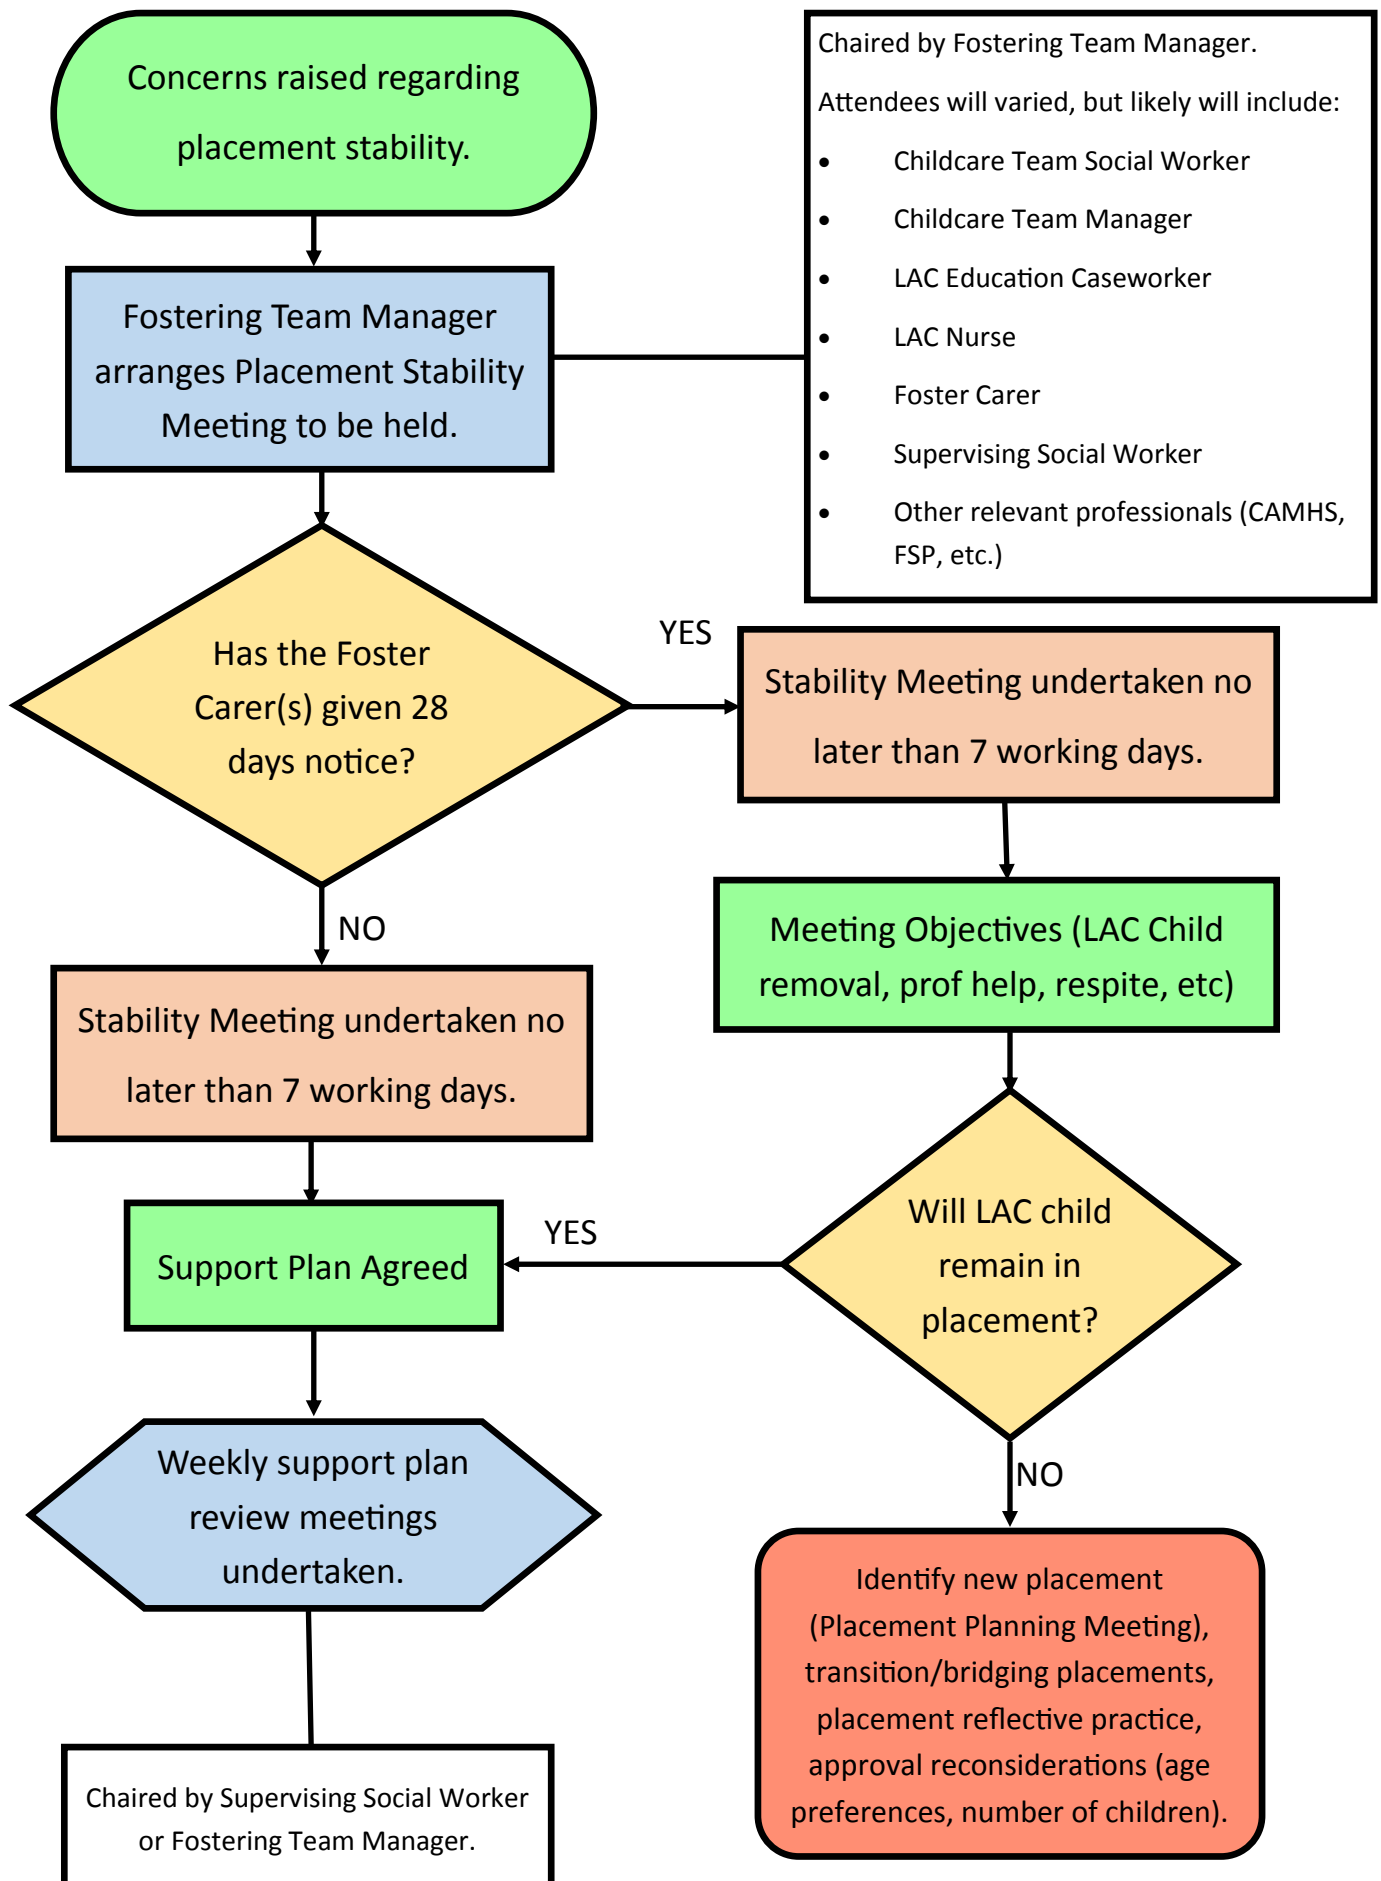 Concerns raised regarding
placement stability.
Chaired by Fostering Team Manager.
Attendees will varied, but likely will include:
• Childcare Team Social Worker
• Childcare Team Manager
• LAC Education Caseworker
• LAC Nurse
• Foster Carer
• Supervising Social Worker
• Other relevant professionals (CAMHS,
FSP, etc.)
Fostering Team Manager
arranges Placement Stability
Meeting to be held.
Has the Foster
Carer(s) given 28
days notice?
YES
Stability Meeting undertaken no
later than 7 working days.
Meeting Objectives (LAC Child
removal, prof help, respite, etc)
NO
Stability Meeting undertaken no
later than 7 working days.
Will LAC child
remain in
placement?
YES
Support Plan Agreed
Weekly support plan
review meetings
undertaken.
NO
Identify new placement
(Placement Planning Meeting),
transition/bridging placements,
placement reflective practice,
approval reconsiderations (age
preferences, number of children).
Chaired by Supervising Social Worker
or Fostering Team Manager.